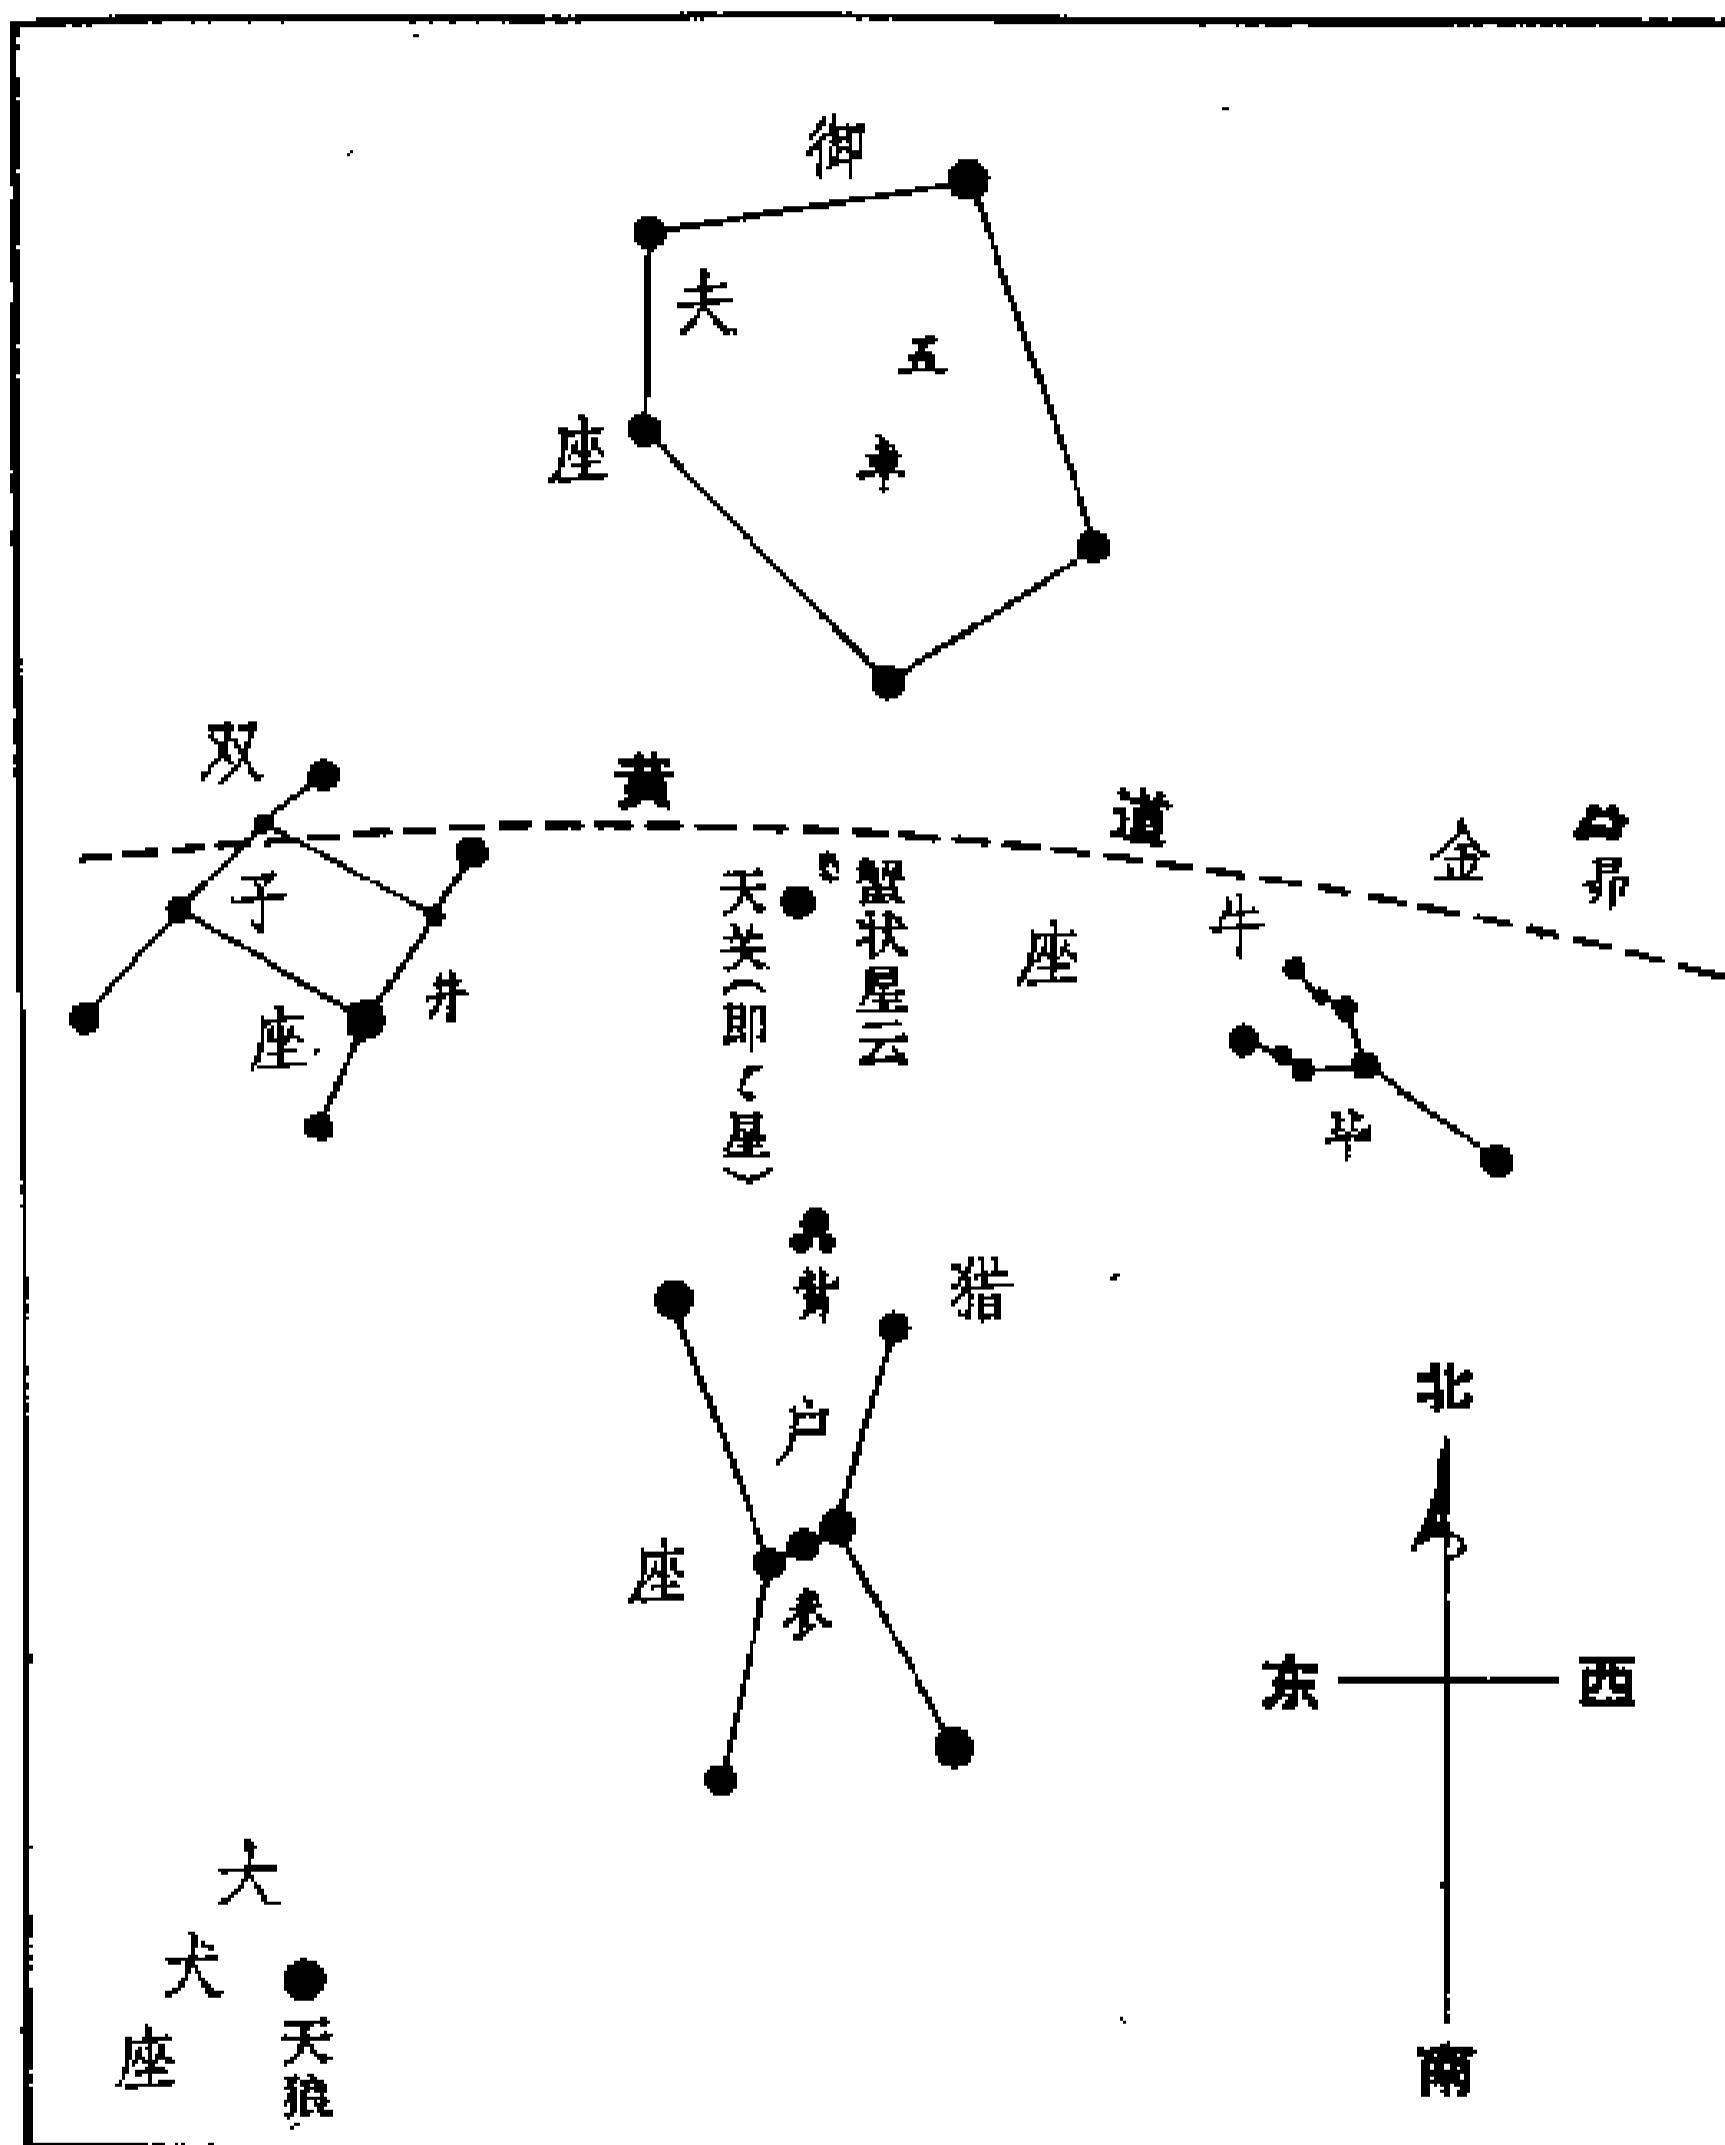 御夫座
五车
双子座
黄道
金牛座
昴
井
天关(即ζ星)
蟹状星云
毕
觜
猎户座
参
北
东
西
南
大犬座
天狼